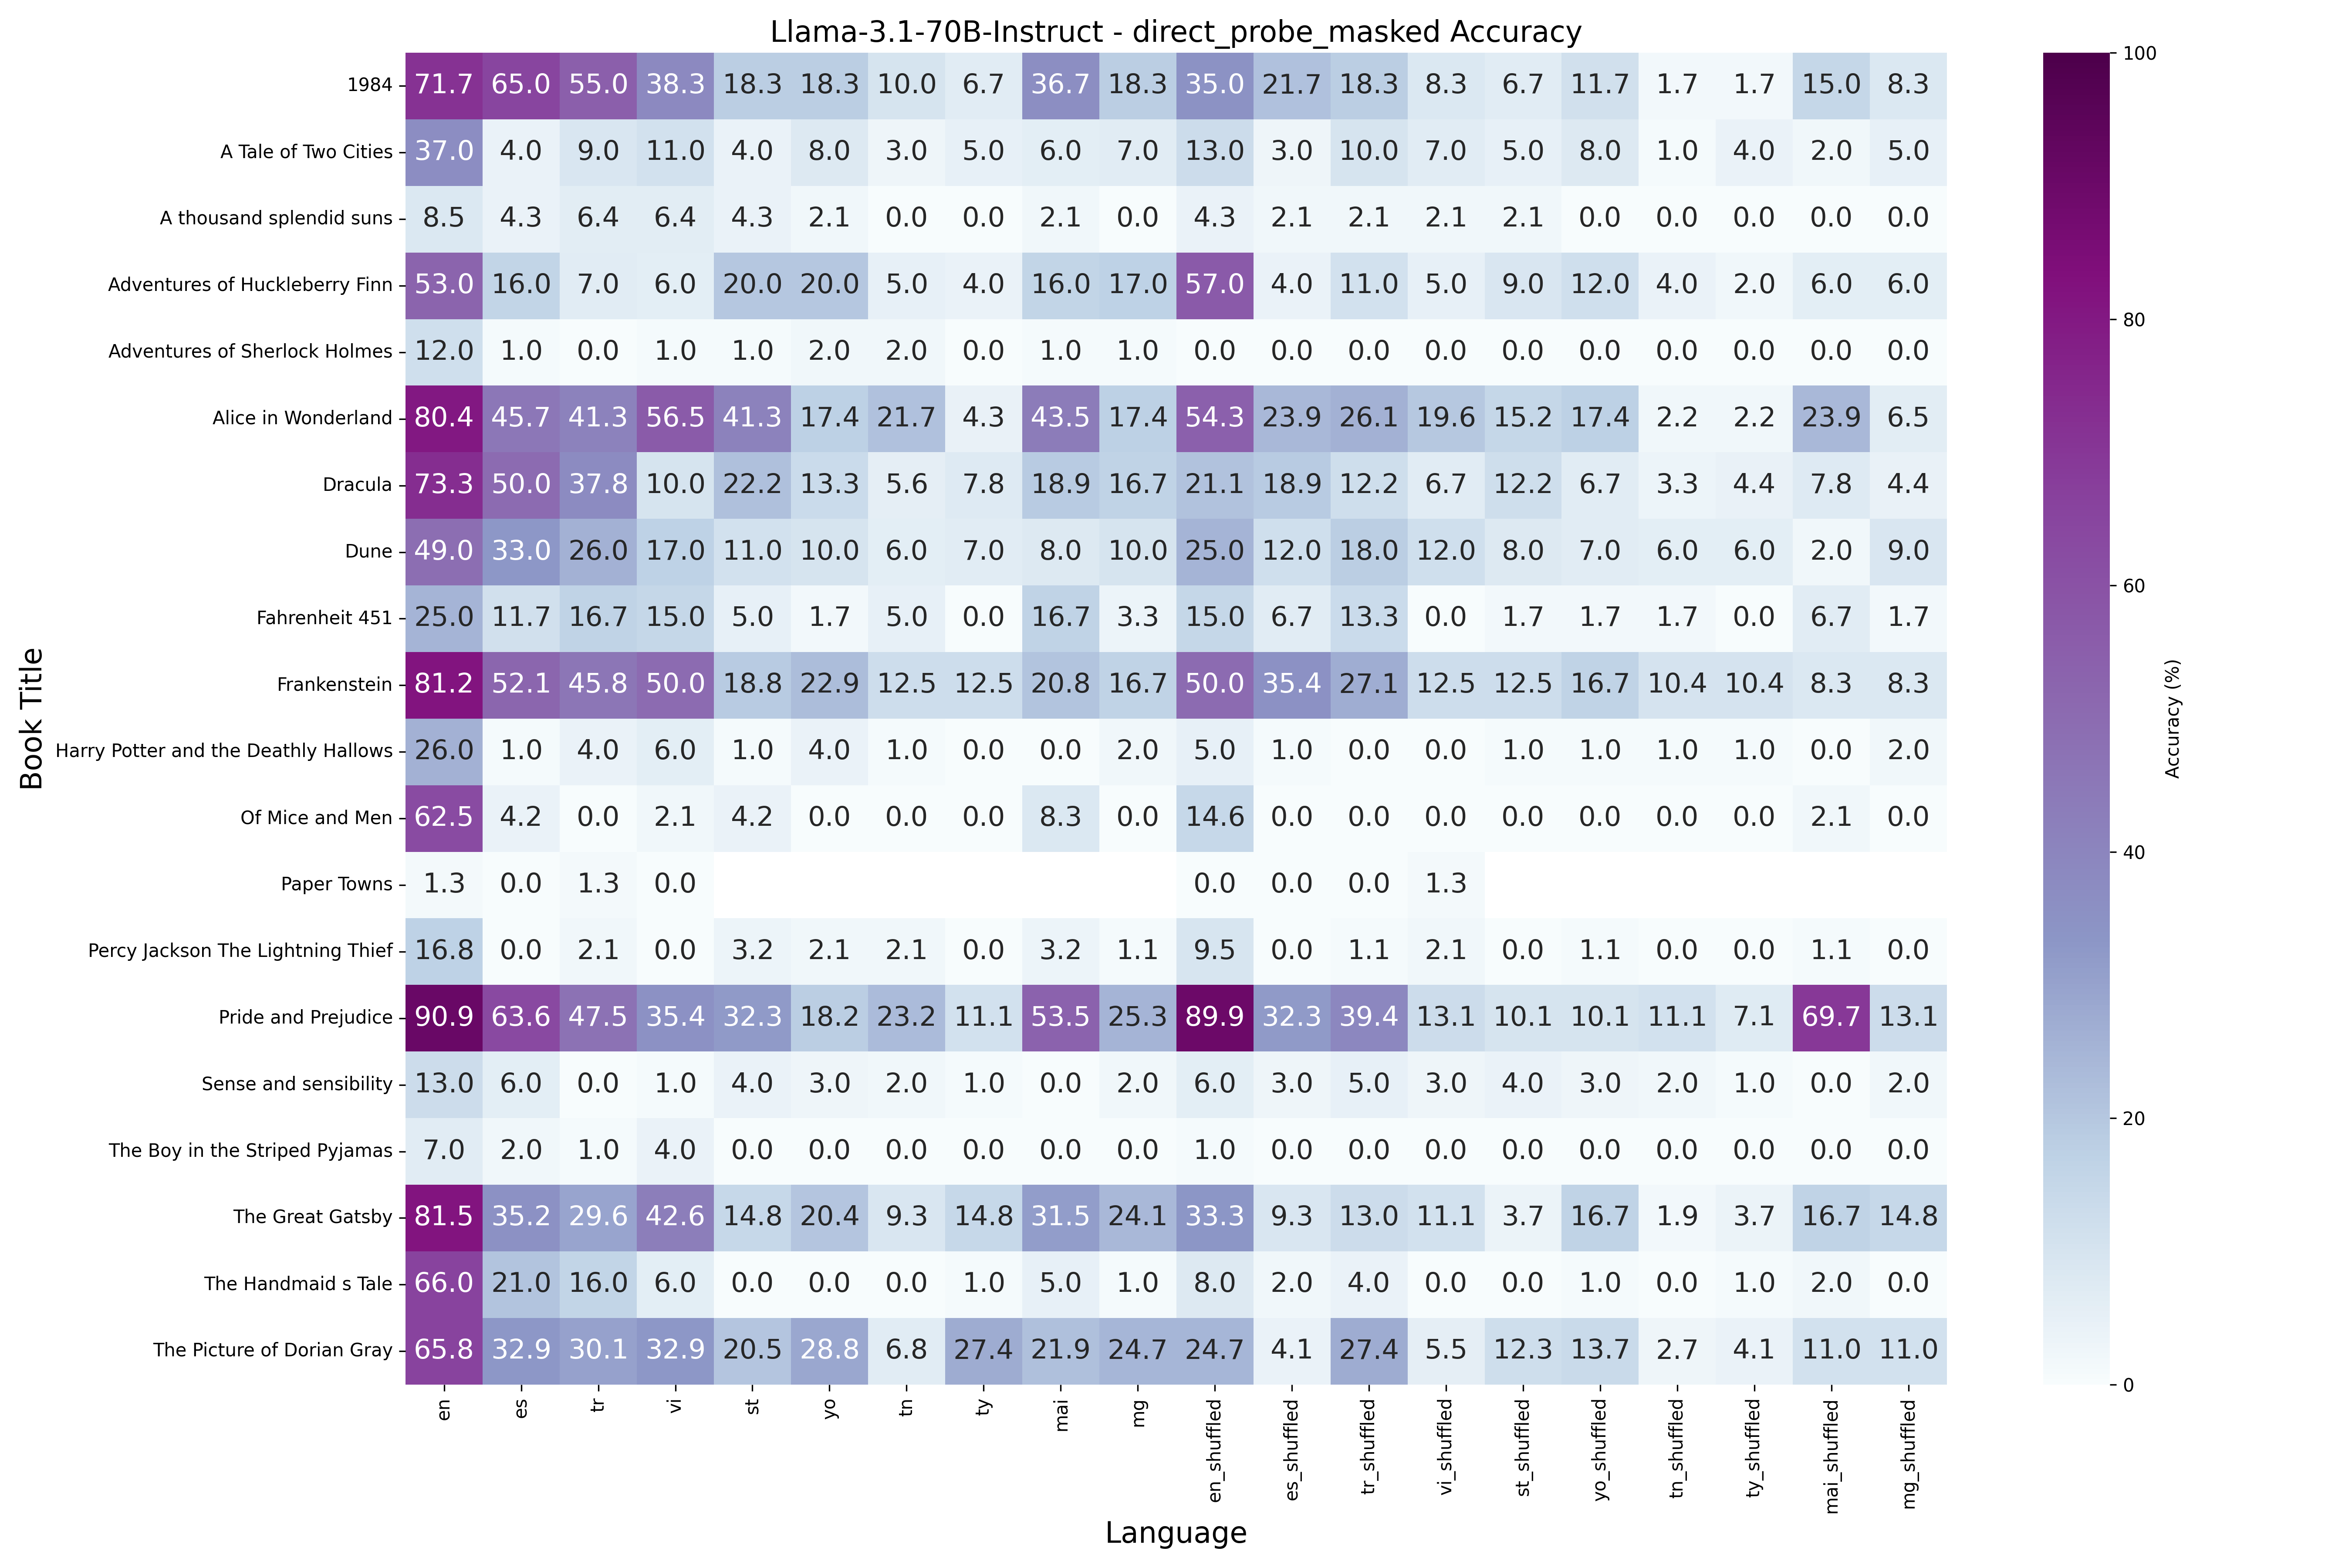 Llama-3.1-70B-Instruct - direct_probe_masked Accuracy
Book Title
1984 71.7 65.0 55.0 38.3 18.3 18.3 10.0 6.7 36.7 18.3 35.0 21.7 18.3 8.3 6.7 11.7 1.7 1.7 15.0 8.3
A Tale of Two Cities 37.0 4.0 9.0 11.0 4.0 8.0 3.0 5.0 6.0 7.0 13.0 3.0 10.0 7.0 5.0 8.0 1.0 4.0 2.0 5.0
A thousand splendid suns 8.5 4.3 6.4 6.4 4.3 2.1 0.0 0.0 2.1 0.0 4.3 2.1 2.1 2.1 2.1 0.0 0.0 0.0 0.0 0.0
Adventures of Huckleberry Finn 53.0 16.0 7.0 6.0 20.0 20.0 5.0 4.0 16.0 17.0 57.0 4.0 11.0 5.0 9.0 12.0 4.0 2.0 6.0 6.0
Adventures of Sherlock Holmes 12.0 1.0 0.0 1.0 1.0 2.0 2.0 0.0 1.0 1.0 0.0 0.0 0.0 0.0 0.0 0.0 0.0 0.0 0.0 0.0
Alice in Wonderland 80.4 45.7 41.3 56.5 41.3 17.4 21.7 4.3 43.5 17.4 54.3 23.9 26.1 19.6 15.2 17.4 2.2 2.2 23.9 6.5
Dracula 73.3 50.0 37.8 10.0 22.2 13.3 5.6 7.8 18.9 16.7 21.1 18.9 12.2 6.7 12.2 6.7 3.3 4.4 7.8 4.4
Dune 49.0 33.0 26.0 17.0 11.0 10.0 6.0 7.0 8.0 10.0 25.0 12.0 18.0 12.0 8.0 7.0 6.0 6.0 2.0 9.0
Fahrenheit 451 25.0 11.7 16.7 15.0 5.0 1.7 5.0 0.0 16.7 3.3 15.0 6.7 13.3 0.0 1.7 1.7 1.7 0.0 6.7 1.7
Frankenstein 81.2 52.1 45.8 50.0 18.8 22.9 12.5 12.5 20.8 16.7 50.0 35.4 27.1 12.5 12.5 16.7 10.4 10.4 8.3 8.3
Harry Potter and the Deathly Hallows 26.0 1.0 4.0 6.0 1.0 4.0 1.0 0.0 0.0 2.0 5.0 1.0 0.0 0.0 1.0 1.0 1.0 1.0 0.0 2.0
Of Mice and Men 62.5 4.2 0.0 2.1 4.2 0.0 0.0 0.0 8.3 0.0 14.6 0.0 0.0 0.0 0.0 0.0 0.0 0.0 2.1 0.0
Paper Towns 1.3 0.0 1.3 0.0 0.0 0.0 0.0 1.3
Percy Jackson The Lightning Thief 16.8 0.0 2.1 0.0 3.2 2.1 2.1 0.0 3.2 1.1 9.5 0.0 1.1 2.1 0.0 1.1 0.0 0.0 1.1 0.0
Pride and Prejudice 90.9 63.6 47.5 35.4 32.3 18.2 23.2 11.1 53.5 25.3 89.9 32.3 39.4 13.1 10.1 10.1 11.1 7.1 69.7 13.1
Sense and sensibility 13.0 6.0 0.0 1.0 4.0 3.0 2.0 1.0 0.0 2.0 6.0 3.0 5.0 3.0 4.0 3.0 2.0 1.0 0.0 2.0
The Boy in the Striped Pyjamas 7.0 2.0 1.0 4.0 0.0 0.0 0.0 0.0 0.0 0.0 1.0 0.0 0.0 0.0 0.0 0.0 0.0 0.0 0.0 0.0
The Great Gatsby 81.5 35.2 29.6 42.6 14.8 20.4 9.3 14.8 31.5 24.1 33.3 9.3 13.0 11.1 3.7 16.7 1.9 3.7 16.7 14.8
The Handmaid s Tale 66.0 21.0 16.0 6.0 0.0 0.0 0.0 1.0 5.0 1.0 8.0 2.0 4.0 0.0 0.0 1.0 0.0 1.0 2.0 0.0
The Picture of Dorian Gray 65.8 32.9 30.1 32.9 20.5 28.8 6.8 27.4 21.9 24.7 24.7 4.1 27.4 5.5 12.3 13.7 2.7 4.1 11.0 11.0
en es tr vi st yo tn ty mai mg en_shuffled es_shuffled tr_shuffled vi_shuffled st_shuffled yo_shuffled tn_shuffled ty_shuffled mai_shuffled mg_shuffled
Language
100
80
60
40
20
0
Accuracy (%)